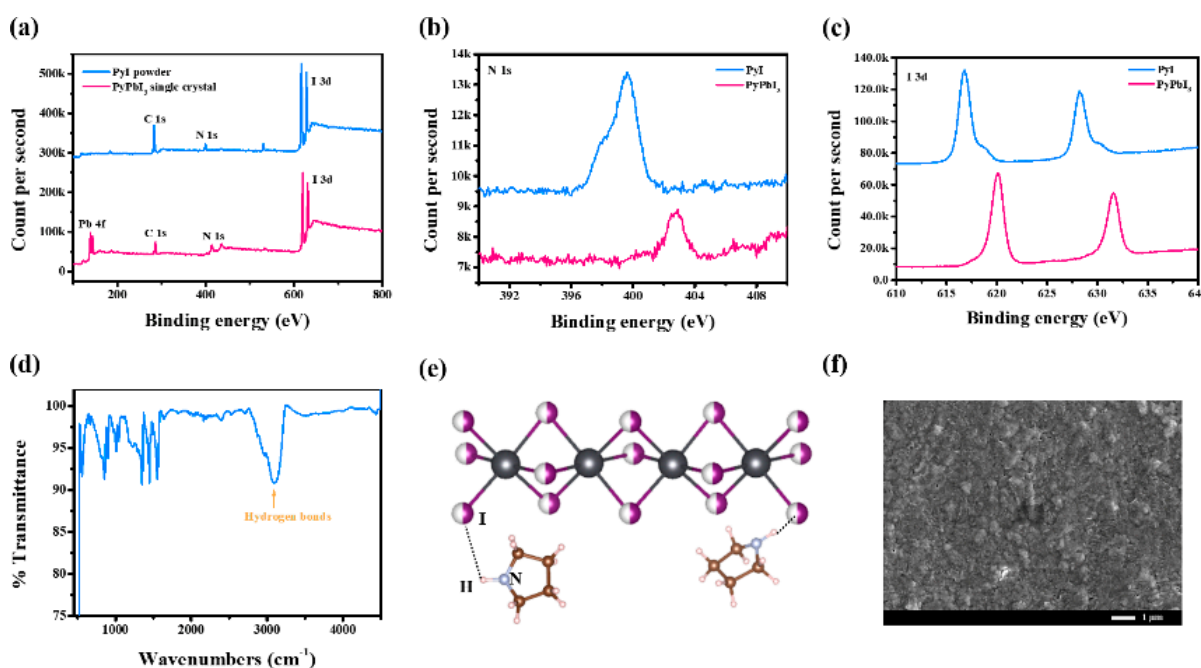 (a)
500k
400k
300k
200k
100k
0
Count per second
PyI powder
PyPbI3 single crystal
C 1s
N 1s
I 3d
Pb 4f
C 1s
N 1s
I 3d
200
400
600
800
Binding energy (eV)
(b)
14k
13k
12k
11k
10k
9k
8k
7k
Count per second
N 1s
PyI
PyPbI3
392
396
400
404
408
Binding energy (eV)
(c)
140.0k
120.0k
100.0k
80.0k
60.0k
40.0k
20.0k
0.0
Count per second
I 3d
PyI
PyPbI3
610
615
620
625
630
635
64
Binding energy (eV)
(d)
100
95
90
85
80
75
% Transmittance
Hydrogen bonds
1000
2000
3000
4000
Wavenumbers (cm-1)
(e)
I
H
N
(f)
1 μm